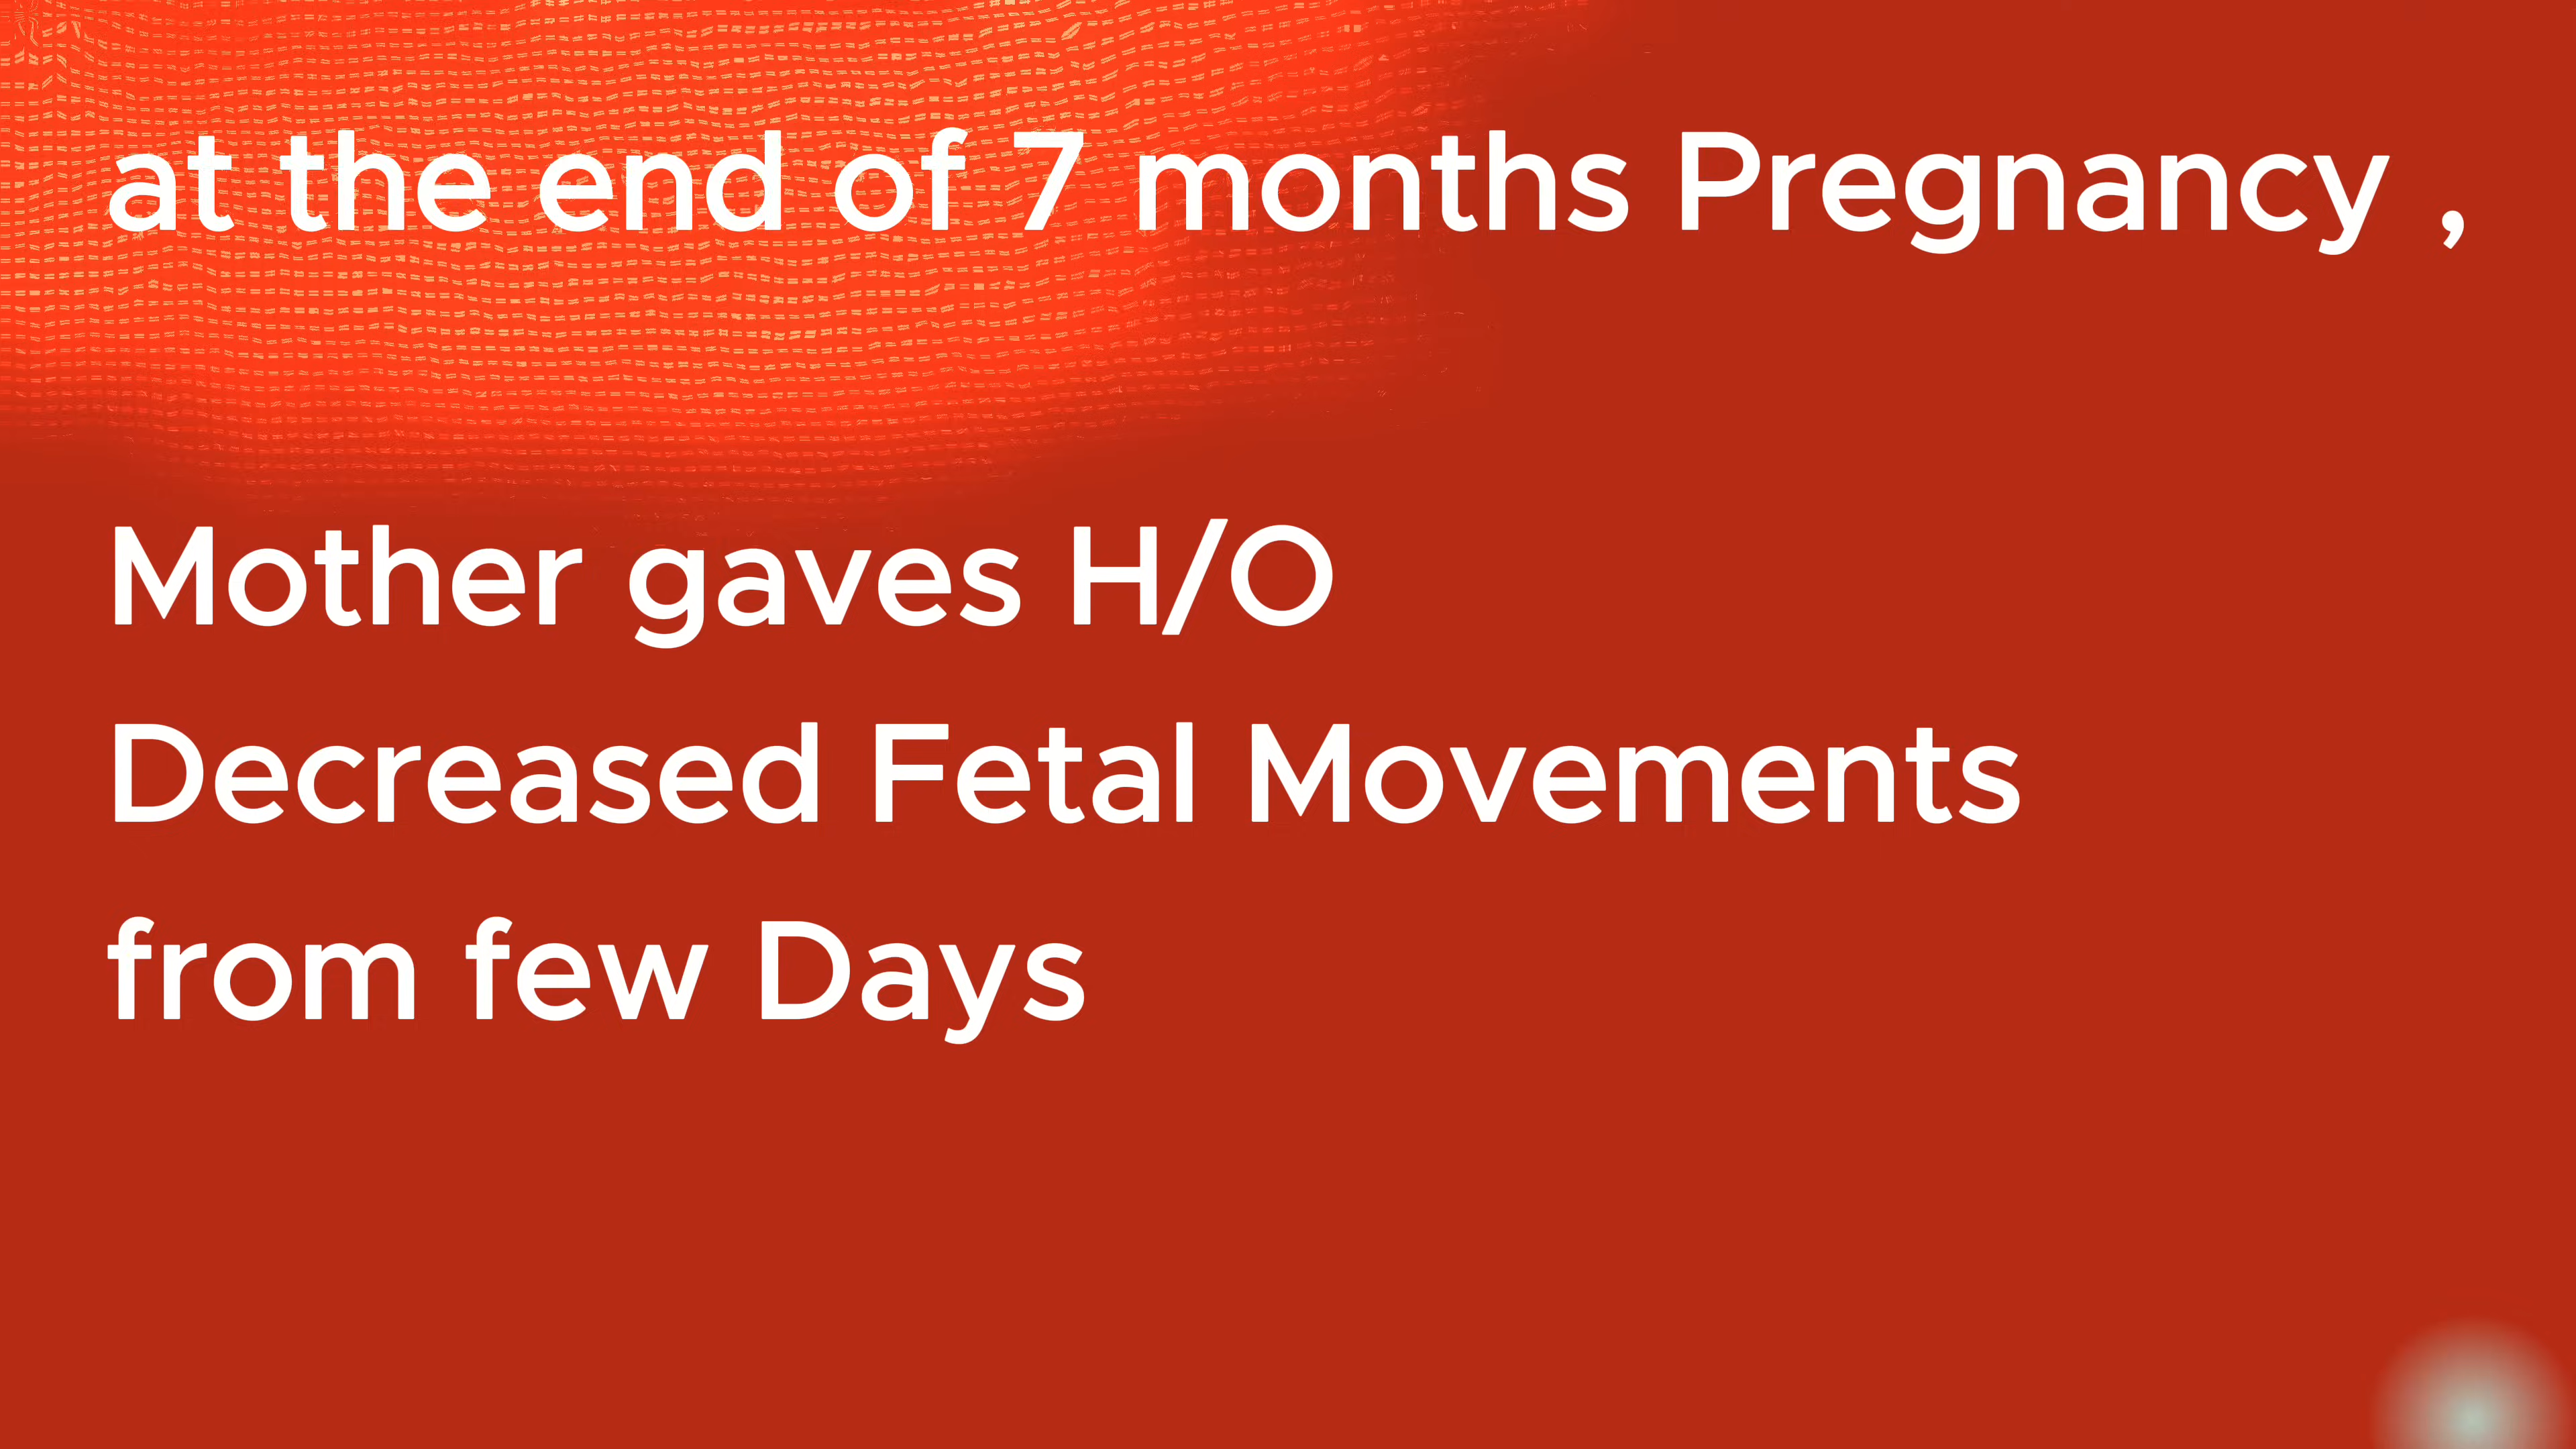 at the end of 7 months Pregnancy ,
Mother gaves H/O
Decreased Fetal Movements
from few Days